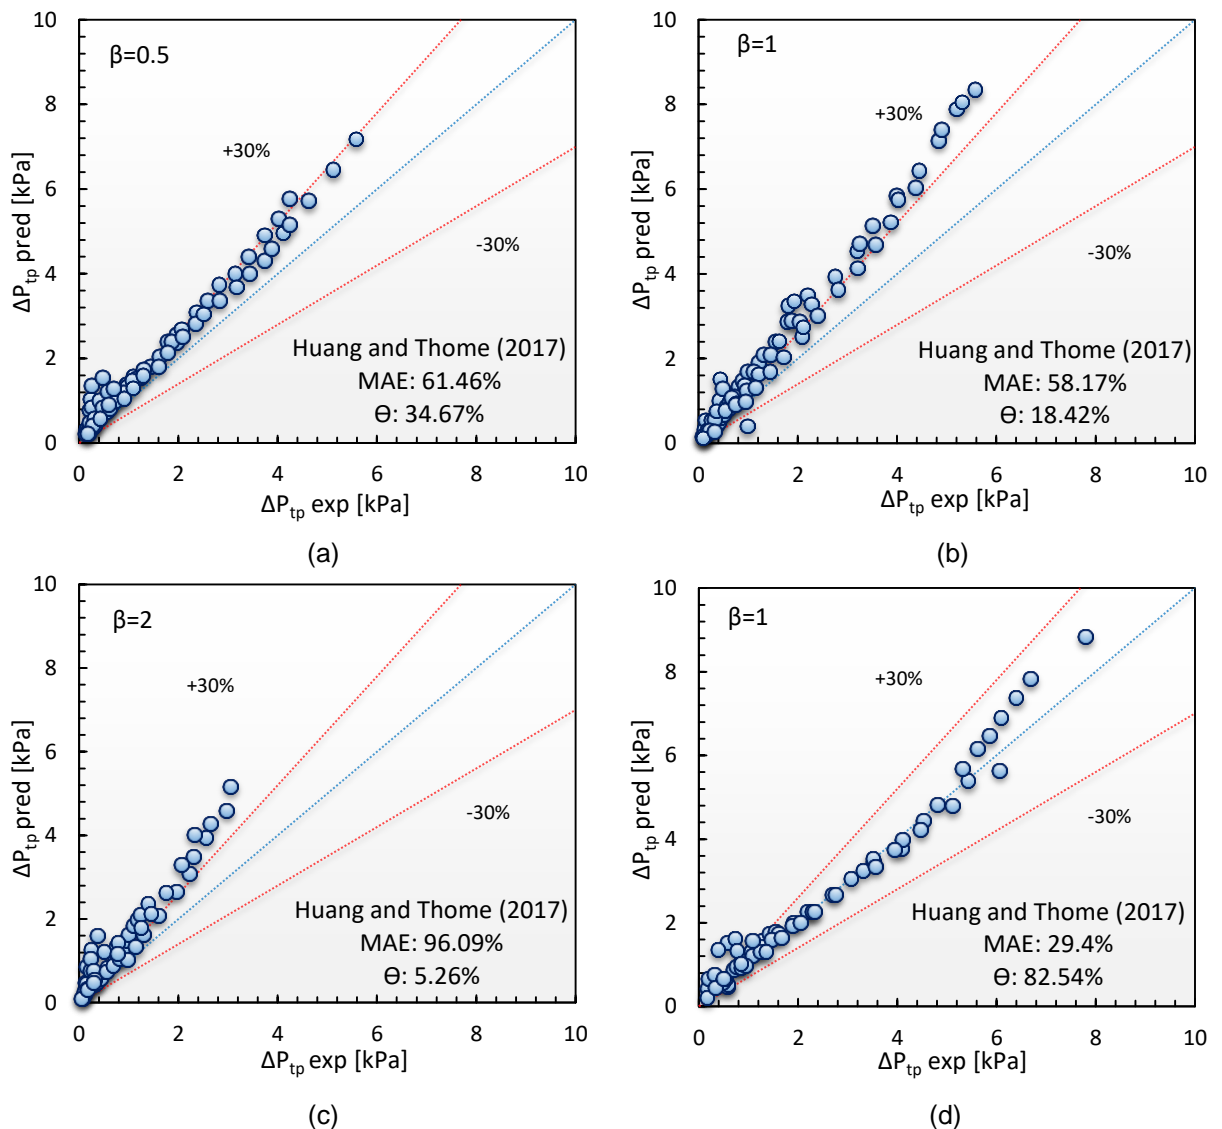 10
8
6
4
2
0
ΔPtp pred [kPa]
β=0.5
+30%
-30%
Huang and Thome (2017)
MAE: 61.46%
Ө: 34.67%
0 2 4 6 8 10
ΔPtp exp [kPa]
(a)
10
8
6
4
2
0
ΔPtp pred [kPa]
β=1
+30%
-30%
Huang and Thome (2017)
MAE: 58.17%
Ө: 18.42%
0 2 4 6 8 10
ΔPtp exp [kPa]
(b)
10
8
6
4
2
0
ΔPtp pred [kPa]
β=2
+30%
-30%
Huang and Thome (2017)
MAE: 96.09%
Ө: 5.26%
0 2 4 6 8 10
ΔPtp exp [kPa]
(c)
10
8
6
4
2
0
ΔPtp pred [kPa]
β=1
+30%
-30%
Huang and Thome (2017)
MAE: 29.4%
Ө: 82.54%
0 2 4 6 8 10
ΔPtp exp [kPa]
(d)